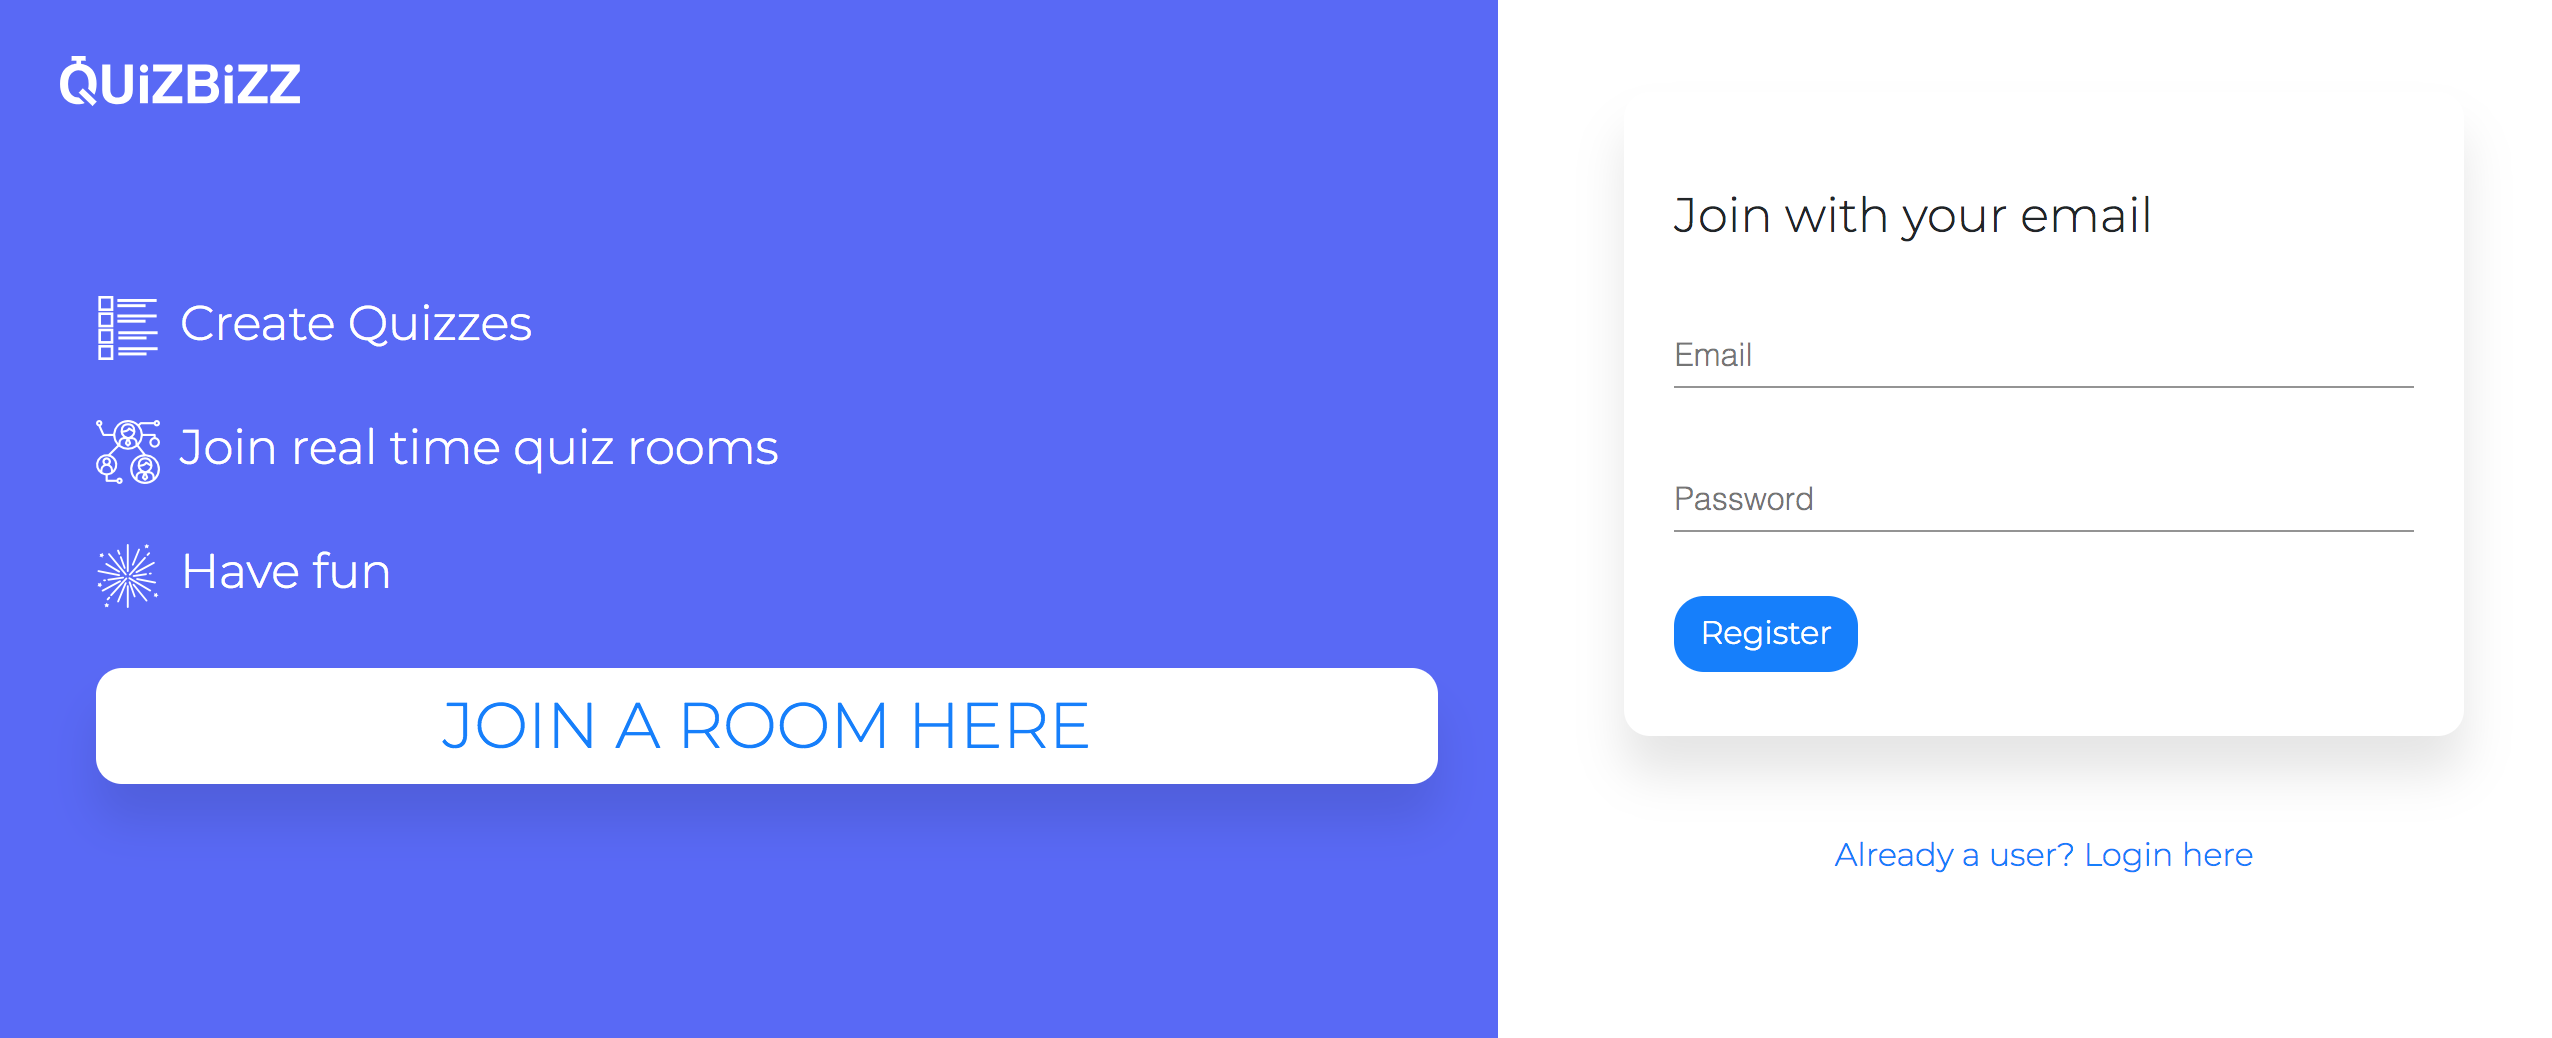 QUiZBiZZ
Create Quizzes
Join real time quiz rooms
Have fun
JOIN A ROOM HERE
Join with your email
Email
Password
Register
Already a user? Login here